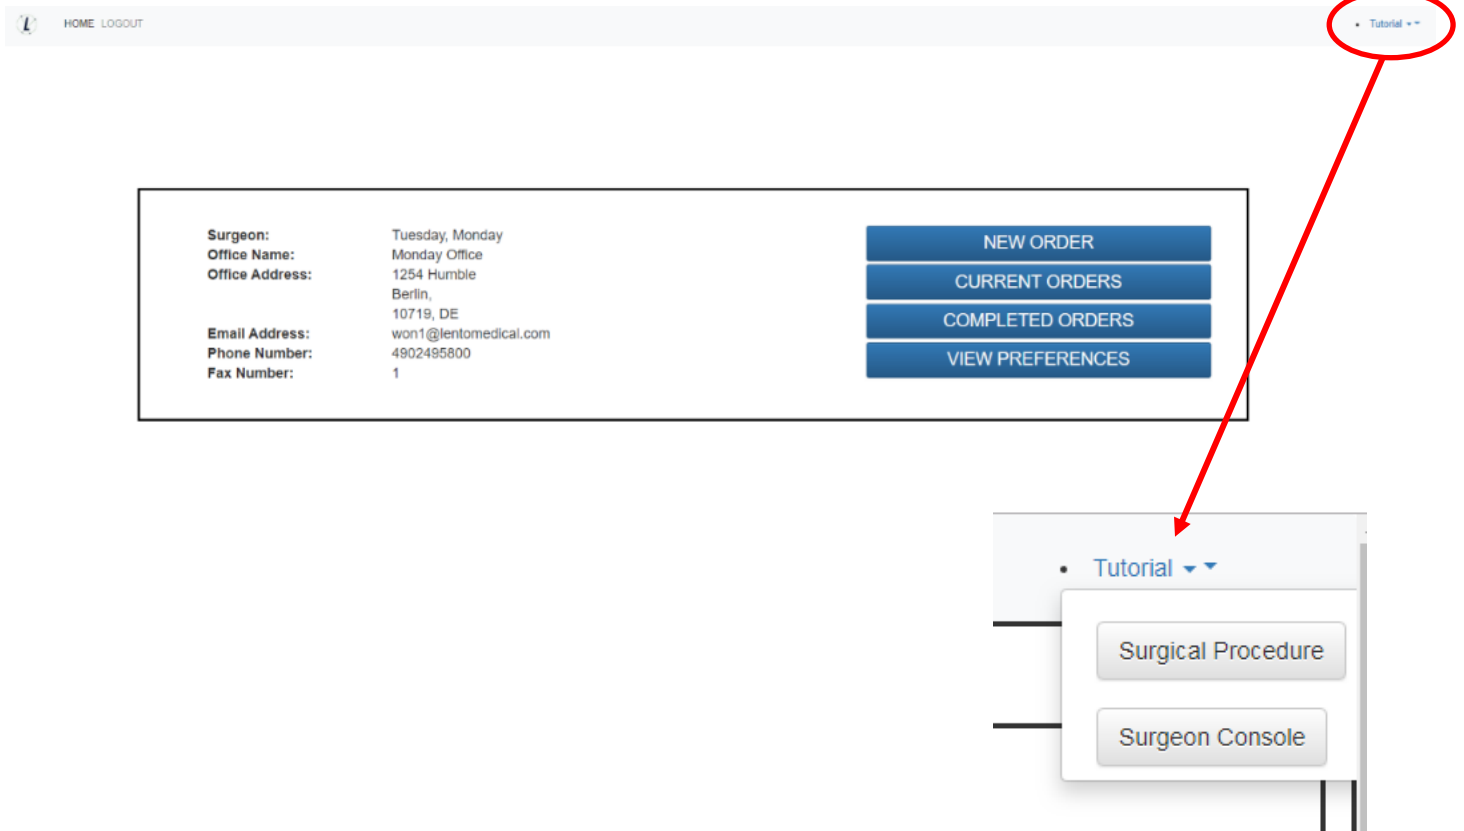 L
HOME LOGOUT
• Tutorial
Surgeon: Tuesday, Monday
Office Name: Monday Office
Office Address: 1254 Humble
Berlin,
10719, DE
Email Address: won1@lentomedical.com
Phone Number: 4902495800
Fax Number: 1
NEW ORDER
CURRENT ORDERS
COMPLETED ORDERS
VIEW PREFERENCES
• Tutorial
Surgical Procedure
Surgeon Console